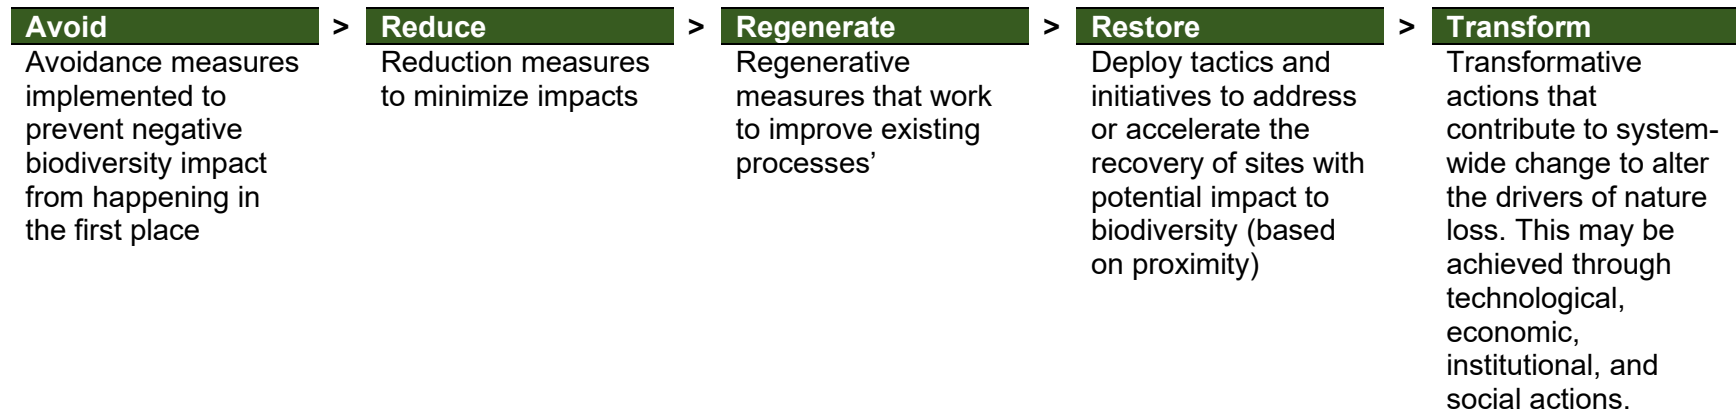 Avoid > Reduce > Regenerate > Restore > Transform
Avoidance measures
implemented to
prevent negative
biodiversity impact
from happening in
the first place
Reduction measures
to minimize impacts
Regenerative
measures that work
to improve existing
processes’
Deploy tactics and
initiatives to address
or accelerate the
recovery of sites with
potential impact to
biodiversity (based
on proximity)
Transformative
actions that
contribute to system-
wide change to alter
the drivers of nature
loss. This may be
achieved through
technological,
economic,
institutional, and
social actions.